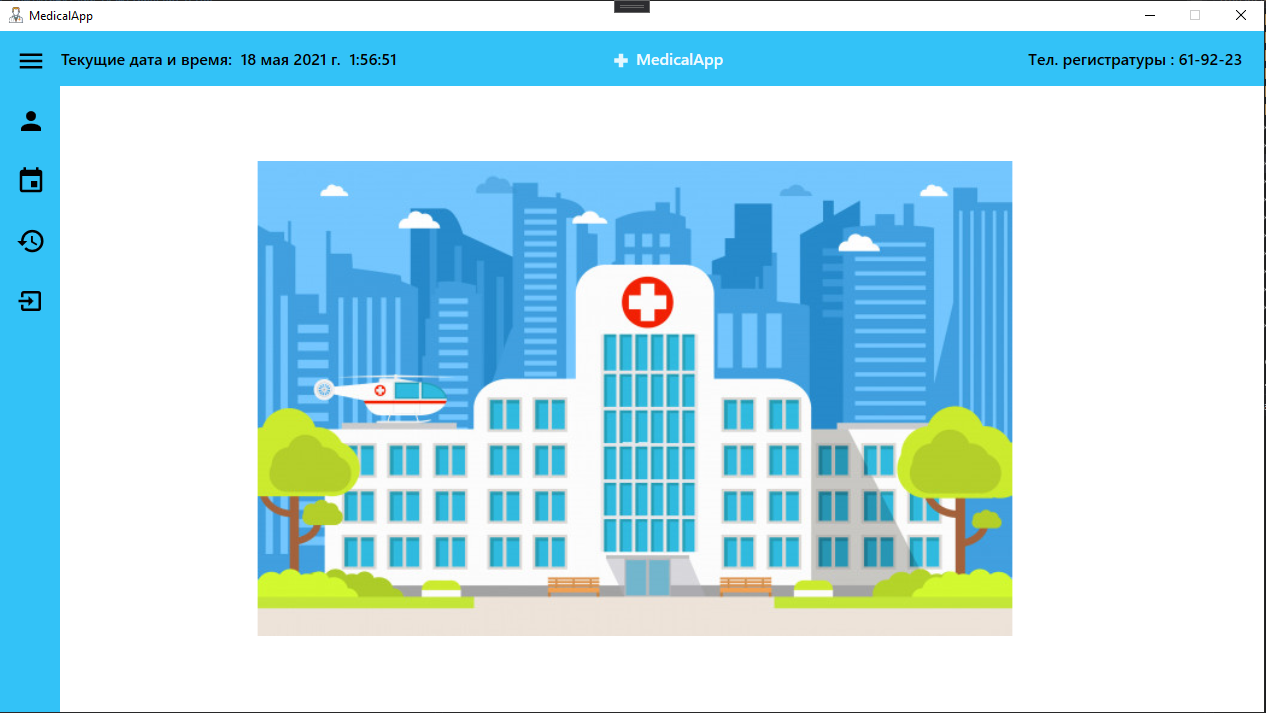 MedicalApp
Текущие дата и время: 18 мая 2021 г. 1:56:51
MedicalApp
Тел. регистратуры : 61-92-23